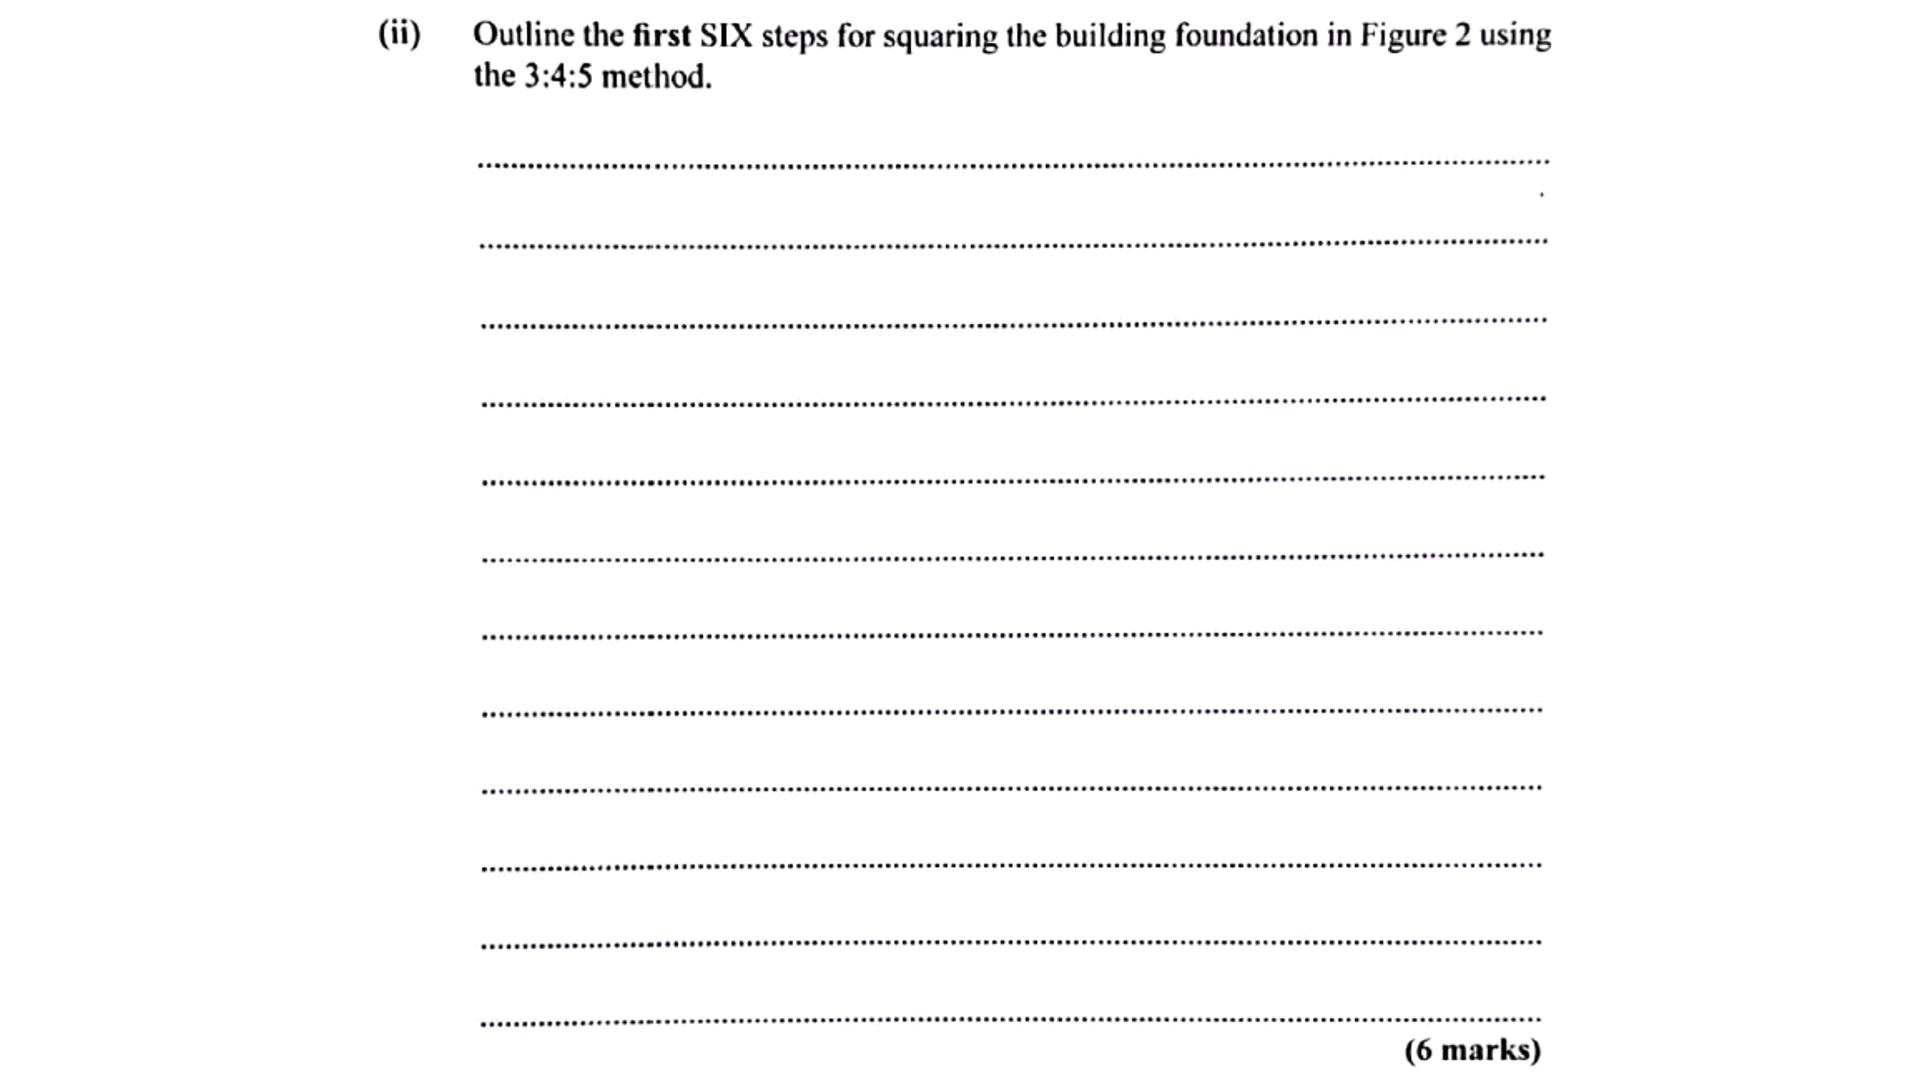 (ii) Outline the first SIX steps for squaring the building foundation in Figure 2 using
the 3:4:5 method.
(6 marks)